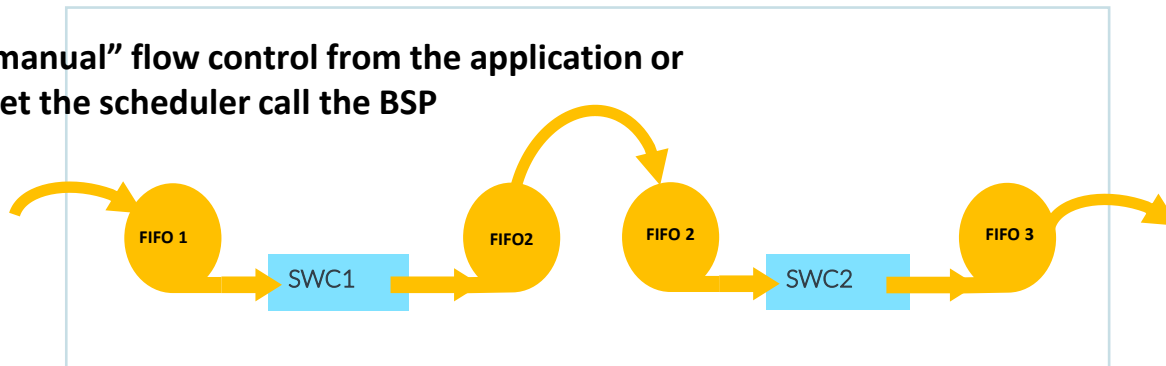 manual” flow control from the application or
et the scheduler call the BSP
FIFO 1
FIFO2
FIFO 2
FIFO 3
SWC1
SWC2